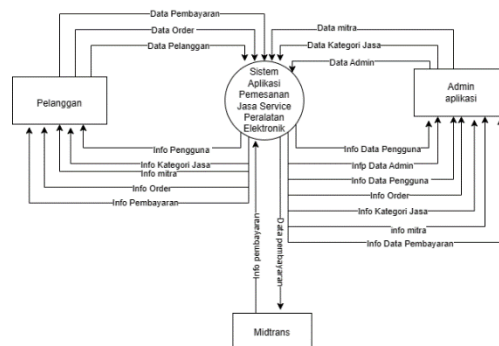 Data Pembayaran
Data Order
Data Pelanggan
Data mitra
Data Kategori Jasa
Data Admin
Pelanggan
Sistem
Aplikasi
Pemesanan
Jasa Service
Peralatan
Elektronik
Admin
aplikasi
Info Pengguna
Info Kategori Jasa
Info mitra
Info Order
Info Pembayaran
Info Data Pengguna
Infp Data Admin
Info Data Pengguna
Info Order
Info Kategori Jasa
info mitra
Info Data Pembayaran
Info pembayaran
Data pembayaran
Midtrans